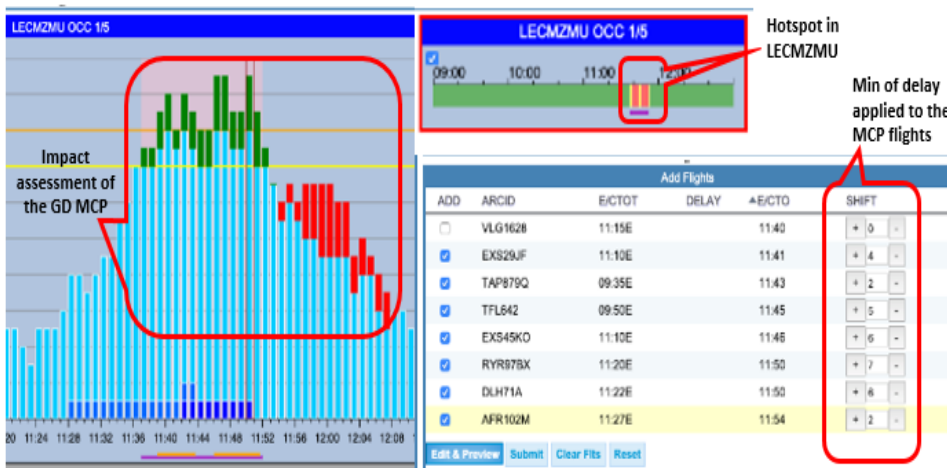 LECMZMU OCC 1/5
Impact
assessment of
the GD MCP
20 11:24 11:28 11:32 11:36 11:40 11:44 11:48 11:52 11:56 12:00 12:04 12:08
LECMZMU OCC 1/5
09:00 10:00 11:00 12:00
Hotspot in
LECMZMU
Min of delay
applied to the
MCP flights
Add Flights
ADD ARCID E/CTOT DELAY ▲E/CTO SHIFT
VLG1628 11:15E 11:40 + 0 -
EXS29JF 11:10E 11:41 + 4 -
TAP879Q 09:35E 11:43 + 2 -
TFL642 09:50E 11:45 + 5 -
EXS45KO 11:10E 11:46 + 6 -
RYR97BX 11:20E 11:50 + 7 -
DLH71A 11:22E 11:50 + 6 -
AFR102M 11:27E 11:54 + 2 -
Edit & Preview Submit Clear Flts Reset